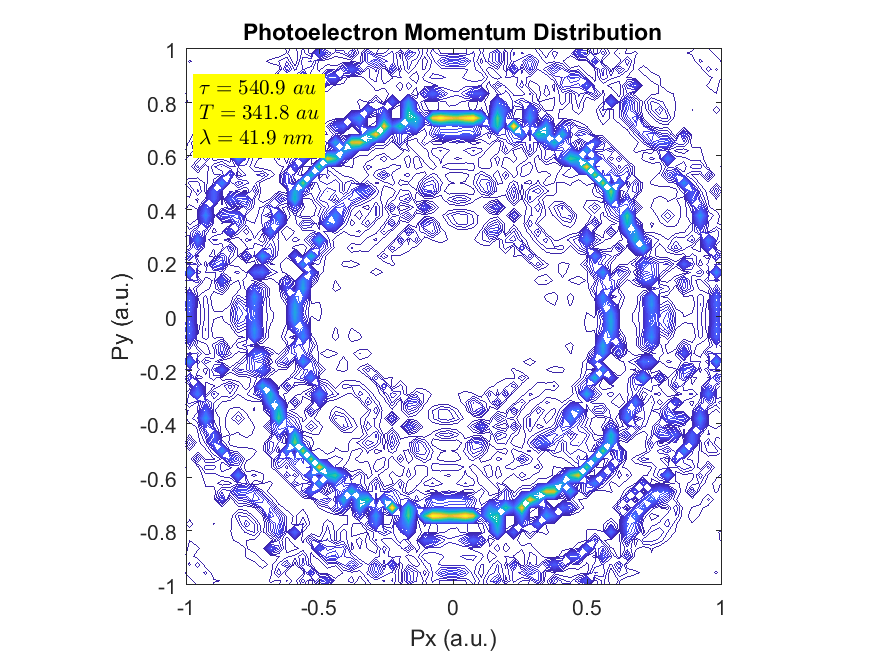 Photoelectron Momentum Distribution
τ = 540.9 au
T = 341.8 au
λ = 41.9 nm
1
0.8
0.6
0.4
0.2
0
-0.2
-0.4
-0.6
-0.8
-1
Py (a.u.)
-1
-0.5
0
0.5
1
Px (a.u.)